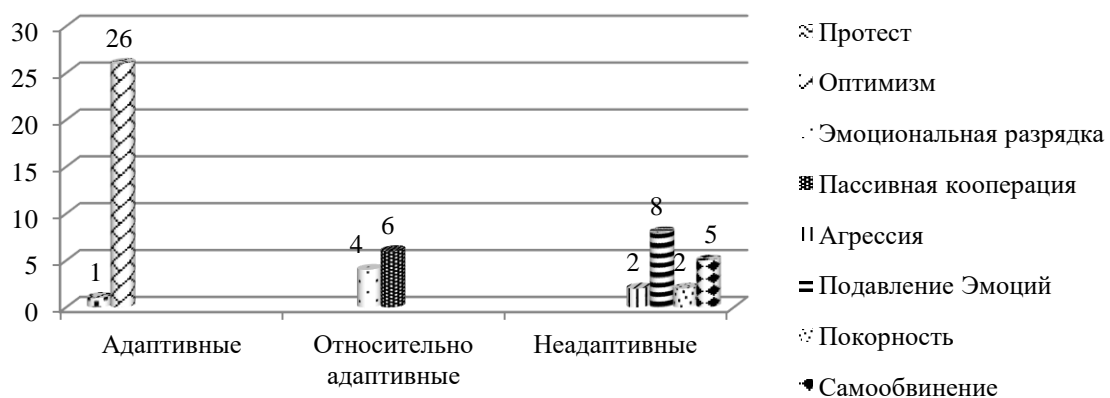 30
25
20
15
10
5
0
26
1
4
6
2
8
2
5
Адаптивные
Относительно
адаптивные
Неадаптивные
Протест
Оптимизм
Эмоциональная разрядка
Пассивная кооперация
Агрессия
Подавление Эмоций
Покорность
Самообвинение